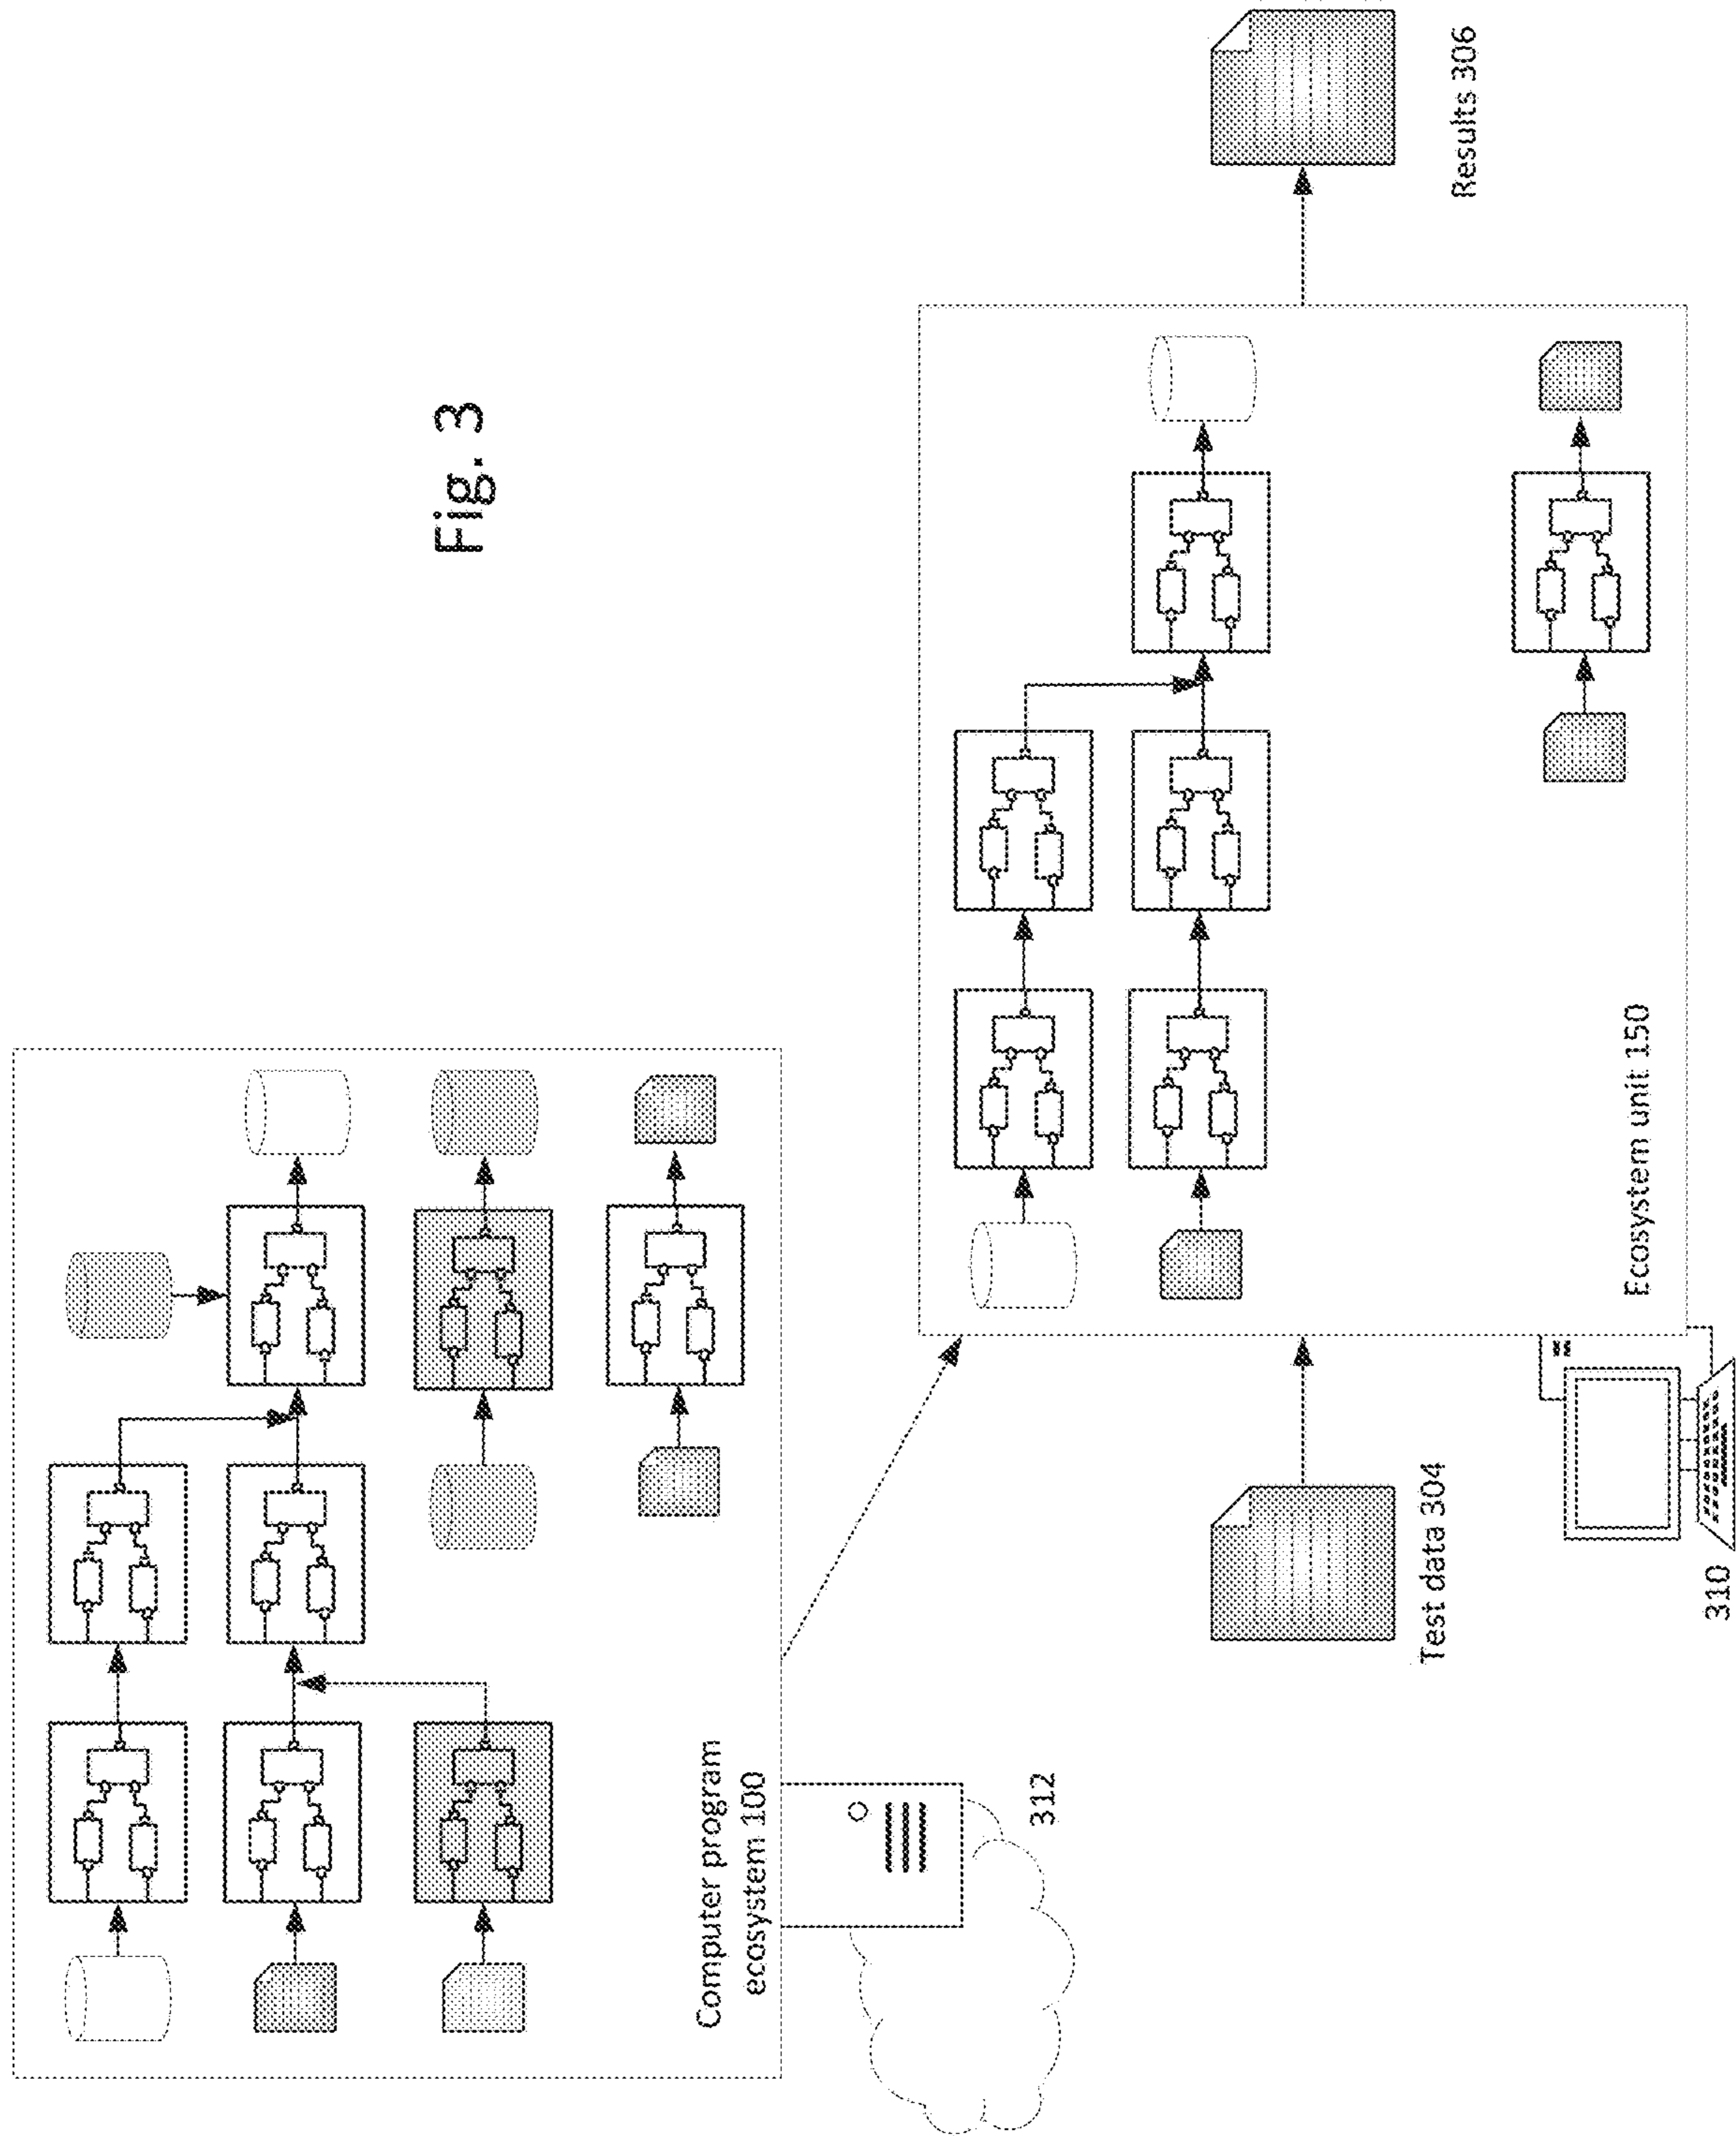 Computer program
ecosystem 100
312
Fig. 3
Test data 304
310
Ecosystem unit 150
Results 306